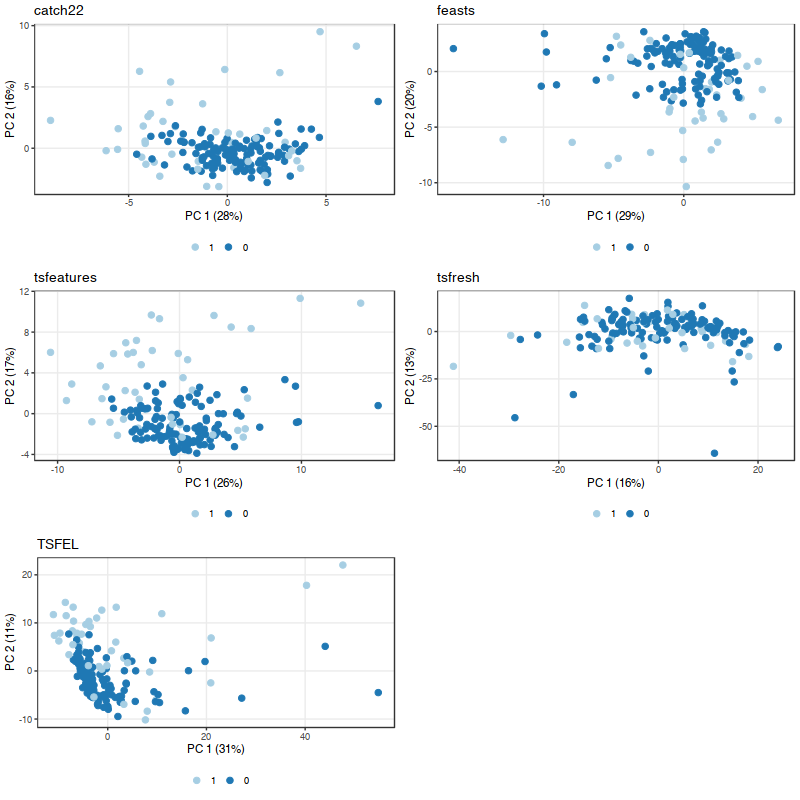 catch22
feasts
10
5
0
PC 2 (16%)
-5
0
5
PC 1 (28%)
1
0
0
-5
-10
PC 2 (20%)
-10
0
PC 1 (29%)
1
0
tsfeatures
tsfresh
12
8
4
0
-4
PC 2 (17%)
-10
0
10
PC 1 (26%)
1
0
0
-25
-50
PC 2 (13%)
-40
-20
0
20
PC 1 (16%)
1
0
TSFEL
20
10
0
-10
PC 2 (11%)
0
20
40
PC 1 (31%)
1
0